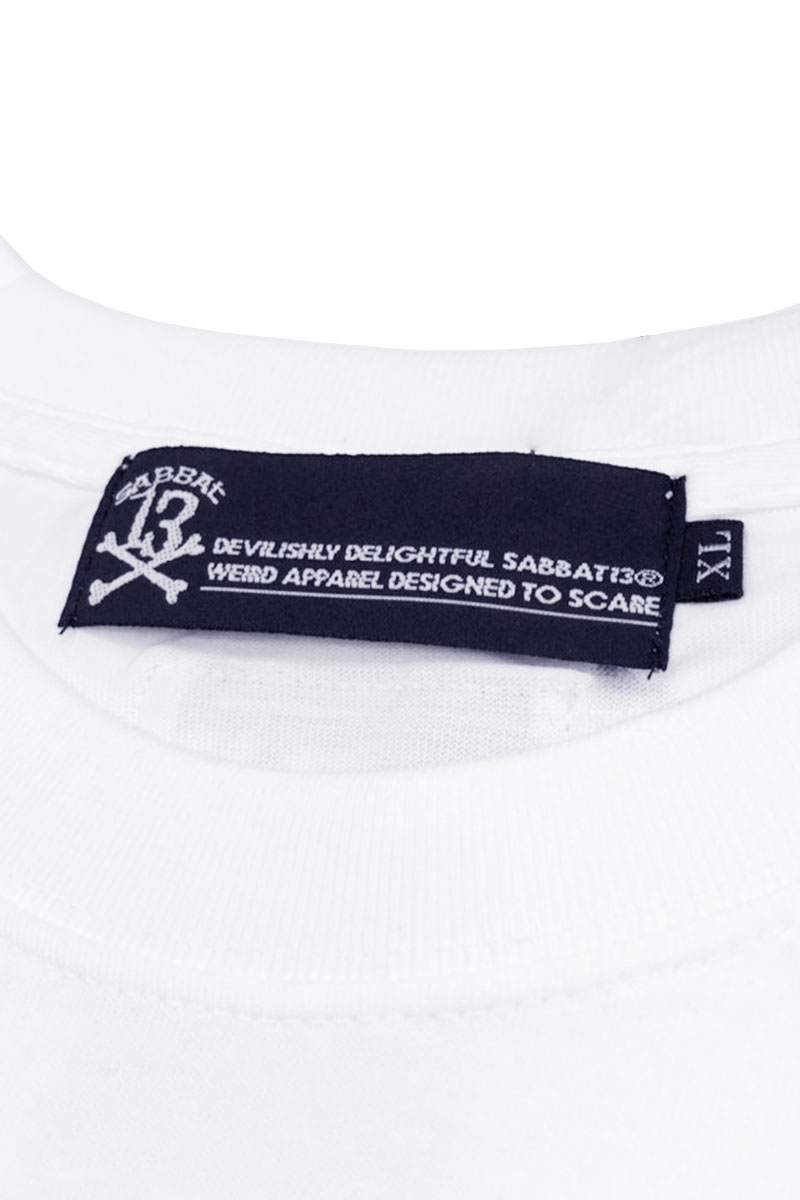 SABBAt
13
DEVILISHLY DELIGHTFUL SABBAT13®
WEIRD APPAREL DESIGNED TO SCARE
XL